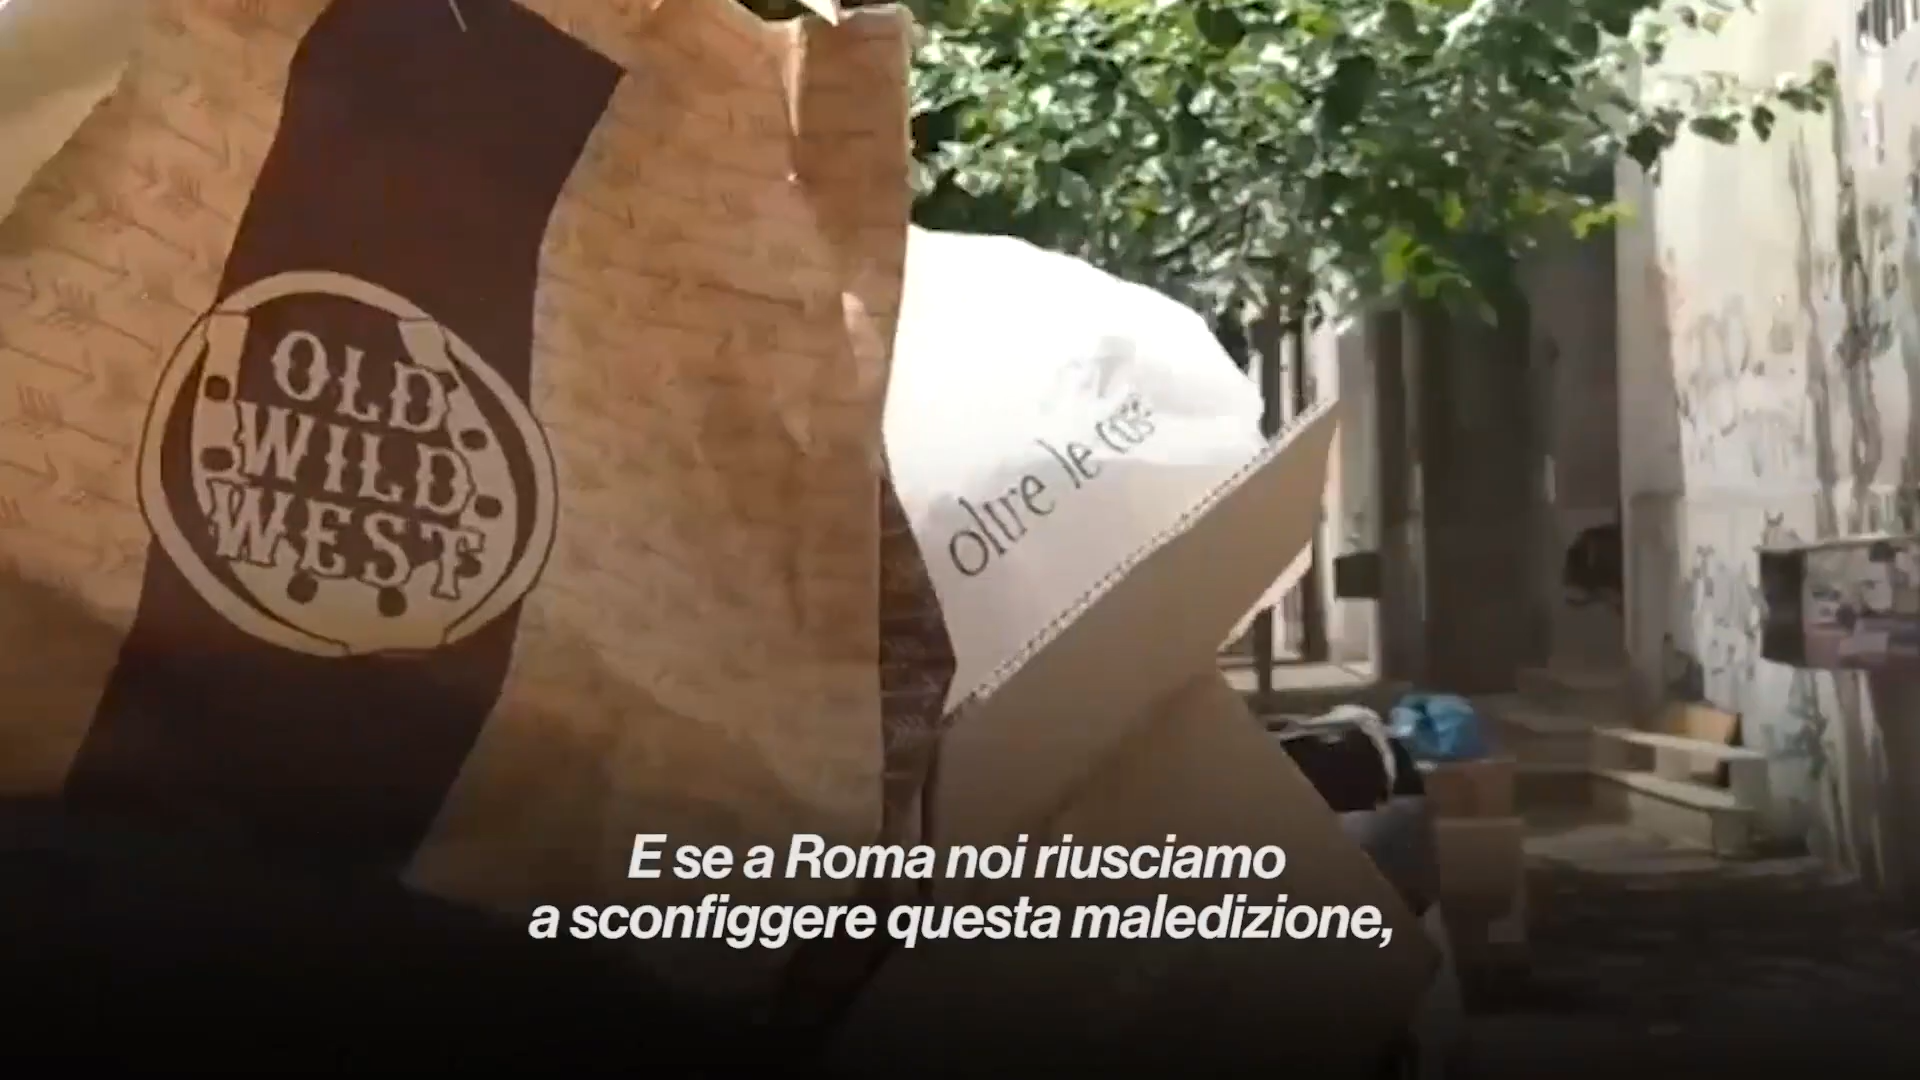 OLD
WILD
WEST
oltre le
E se a Roma noi riusciamo
a sconfiggere questa maledizione,